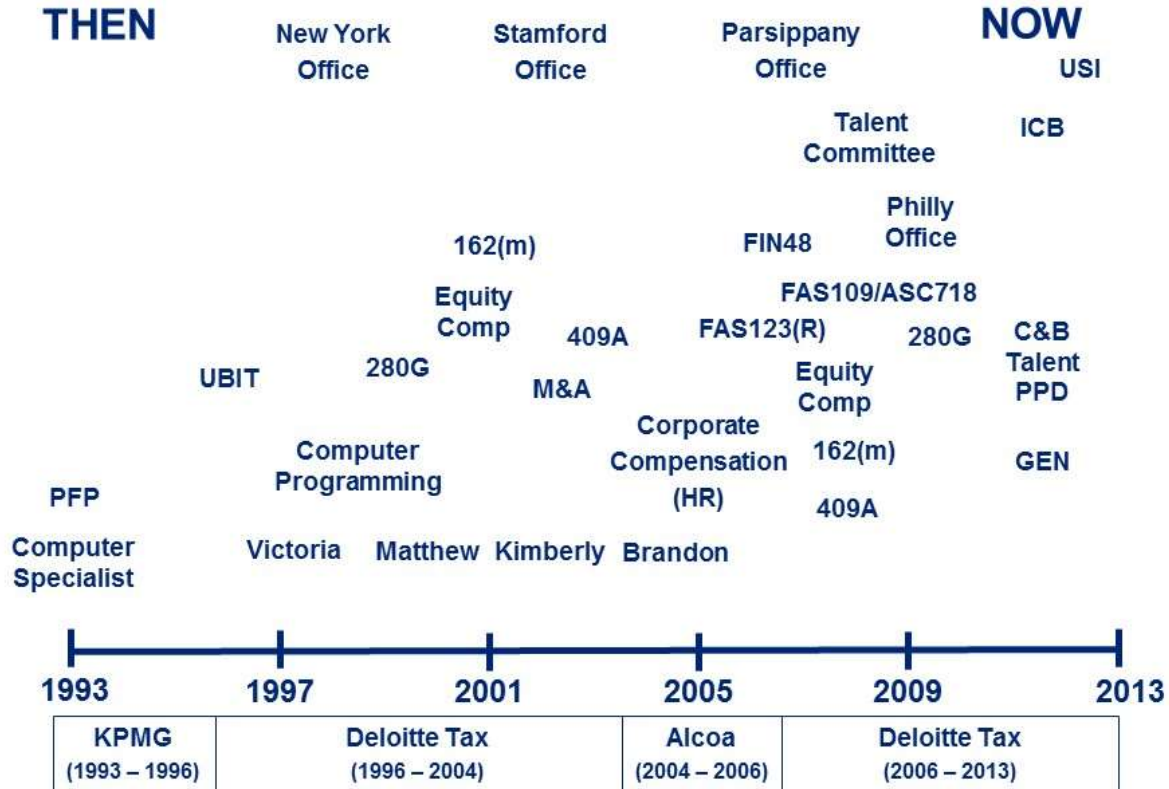 THEN
NOW
New York
Office
Stamford
Office
Parsippany
Office
USI
Talent
Committee
ICB
Philly
Office
162(m)
FIN48
Equity
Comp
FAS109/ASC718
409A
FAS123(R)
280G
C&B
Talent
PPD
UBIT
280G
M&A
Equity
Comp
Corporate
Compensation
(HR)
Computer
Programming
162(m)
GEN
PFP
409A
Computer
Specialist
Victoria
Matthew
Kimberly
Brandon
1993
1997
2001
2005
2009
2013
KPMG
(1993 – 1996)
Deloitte Tax
(1996 – 2004)
Alcoa
(2004 – 2006)
Deloitte Tax
(2006 – 2013)